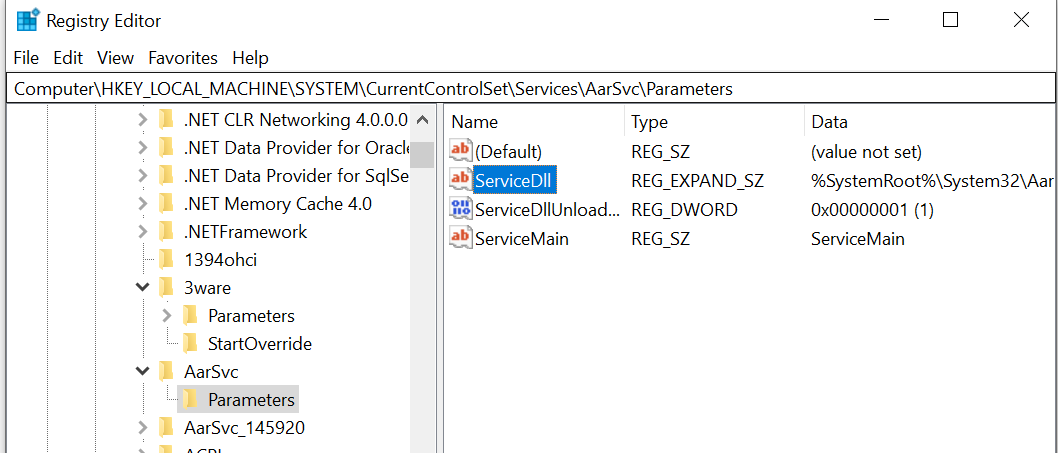 Registry Editor
File Edit View Favorites Help
Computer\HKEY_LOCAL_MACHINE\SYSTEM\CurrentControlSet\Services\AarSvc\Parameters
.NET CLR Networking 4.0.0.0
.NET Data Provider for Oracle
.NET Data Provider for SqlSe
.NET Memory Cache 4.0
.NETFramework
1394ohci
3ware
Parameters
StartOverride
AarSvc
Parameters
AarSvc_145920
Name Type Data
(Default) REG_SZ (value not set)
ServiceDll REG_EXPAND_SZ %SystemRoot%\System32\Aar
ServiceDllUnload... REG_DWORD 0x00000001 (1)
ServiceMain REG_SZ ServiceMain